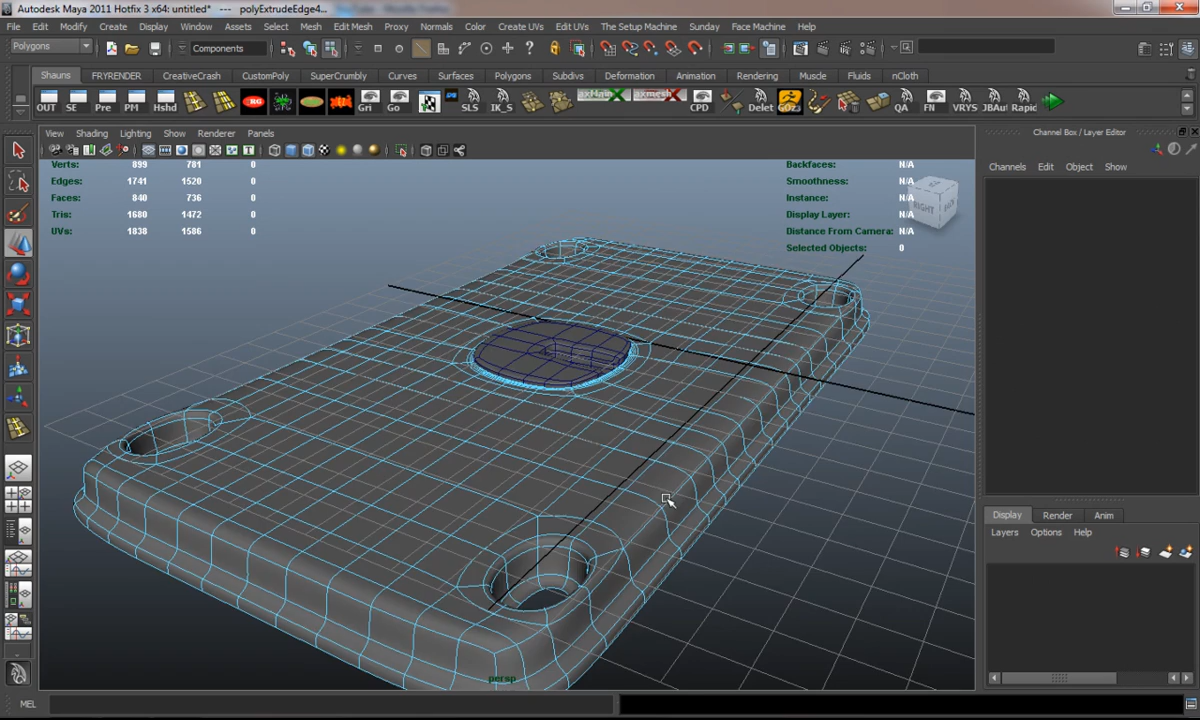 Autodesk Maya 2011 Hotfix 3 x64: untitled* --- polyExtrudeEdge4...
File Edit Modify Create Display Window Assets Select Mesh Edit Mesh Proxy Normals Color Create UVs Edit UVs The Setup Machine Sunday Face Machine Help
Polygons Components
Shauns FRYRENDER CreativeCrash CustomPoly SuperCrumbly Curves Surfaces Polygons Subdivs Deformation Animation Rendering Muscle Fluids nCloth
OUT SE Pre PM Hshd Gri Go SLS IK_S CPD Delet GOz> QA FN VRYS JBAu Rapic
View Shading Lighting Show Renderer Panels
Channel Box / Layer Editor
Channels Edit Object Show
Verts: 899 781 0
Edges: 1741 1520 0
Faces: 840 736 0
Tris: 1680 1472 0
UVs: 1838 1586 0
Backfaces: N/A
Smoothness: N/A
Instance: N/A
Display Layer: N/A
Distance From Camera: N/A
Selected Objects: 0
RIGHT
persp
Display Render Anim
Layers Options Help
MEL